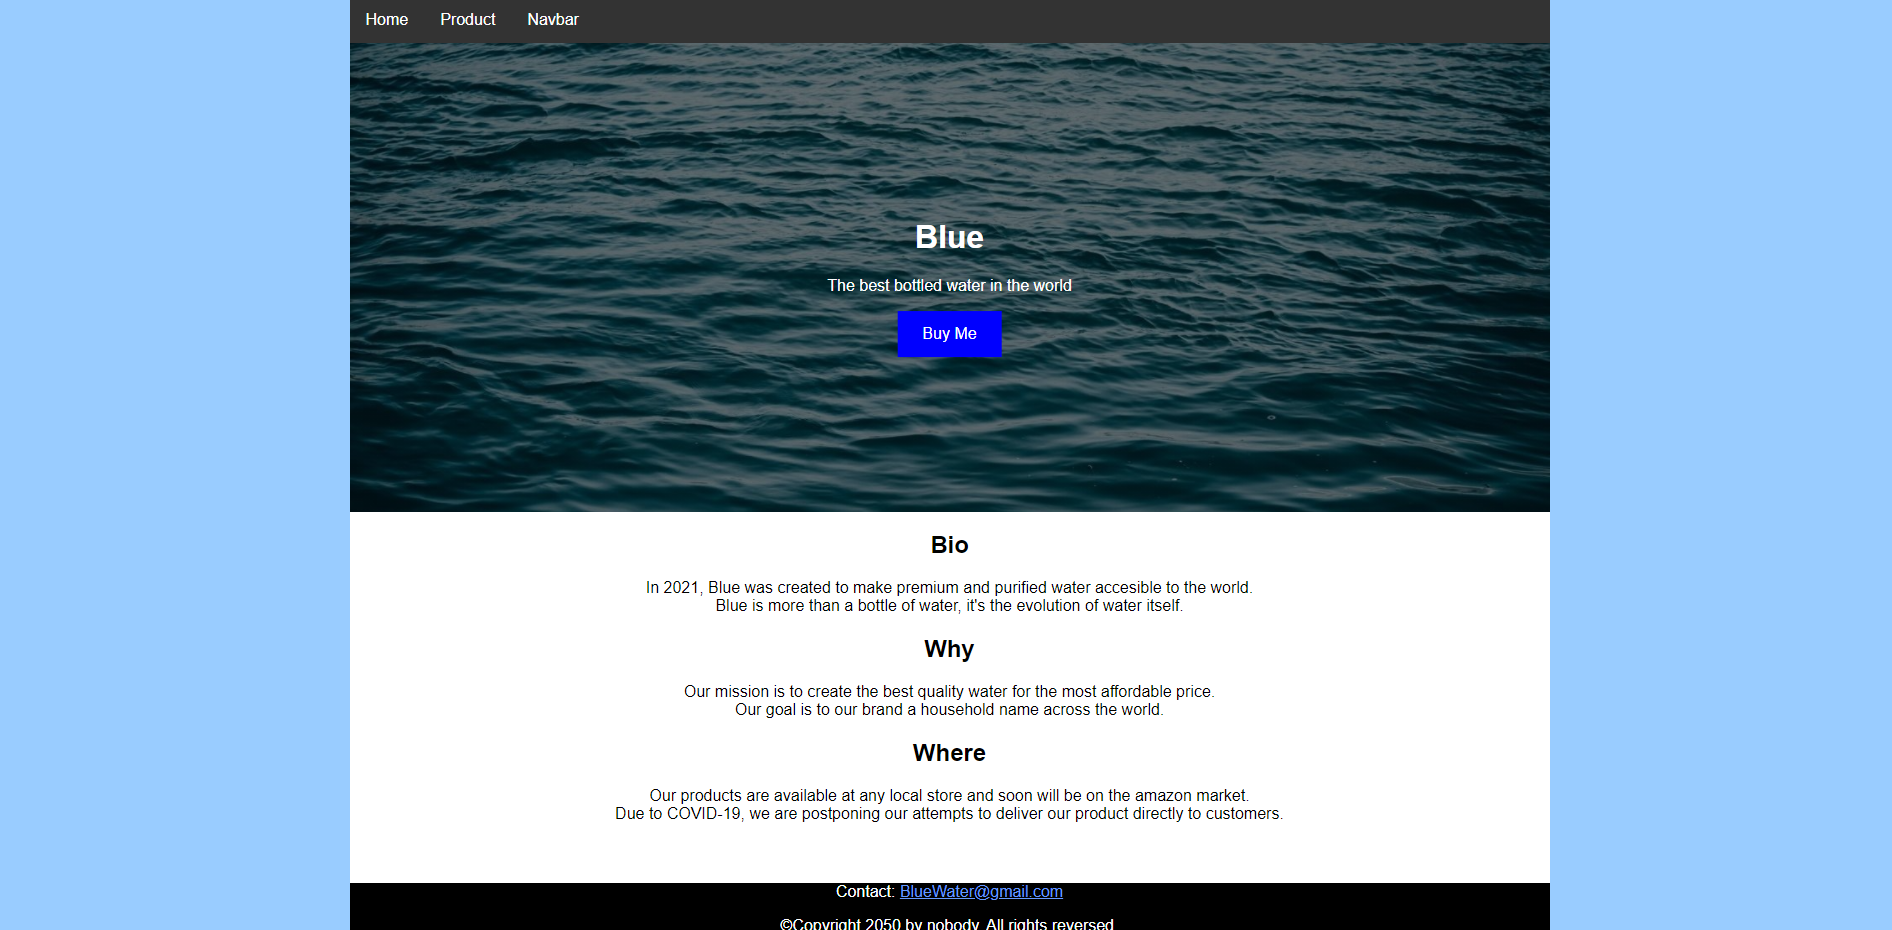 Home Product Navbar
Blue
The best bottled water in the world
Buy Me
Bio
In 2021, Blue was created to make premium and purified water accesible to the world.
Blue is more than a bottle of water, it's the evolution of water itself.
Why
Our mission is to create the best quality water for the most affordable price.
Our goal is to our brand a household name across the world.
Where
Our products are available at any local store and soon will be on the amazon market.
Due to COVID-19, we are postponing our attempts to deliver our product directly to customers.
Contact: BlueWater@gmail.com
©Copyright 2050 by nobody. All rights reversed